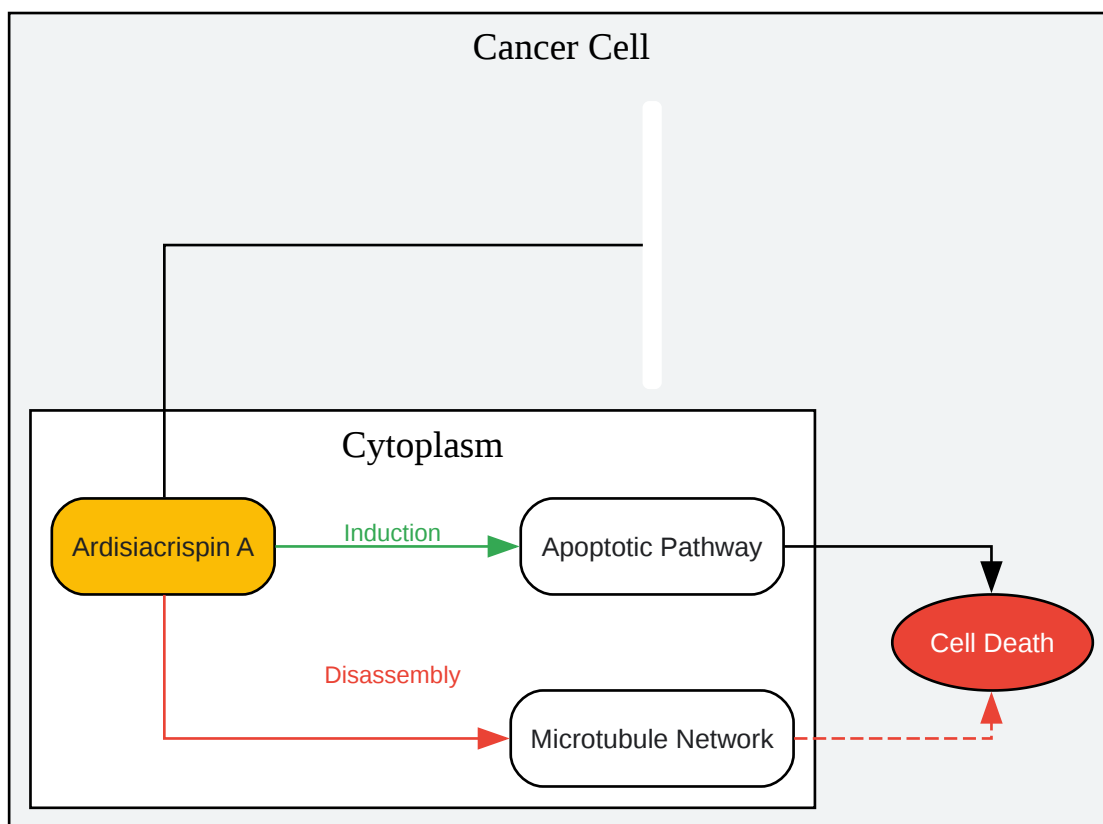 Cancer Cell
Cytoplasm
Ardisiacrispin A
Induction
Apoptotic Pathway
Cell Death
Disassembly
Microtubule Network